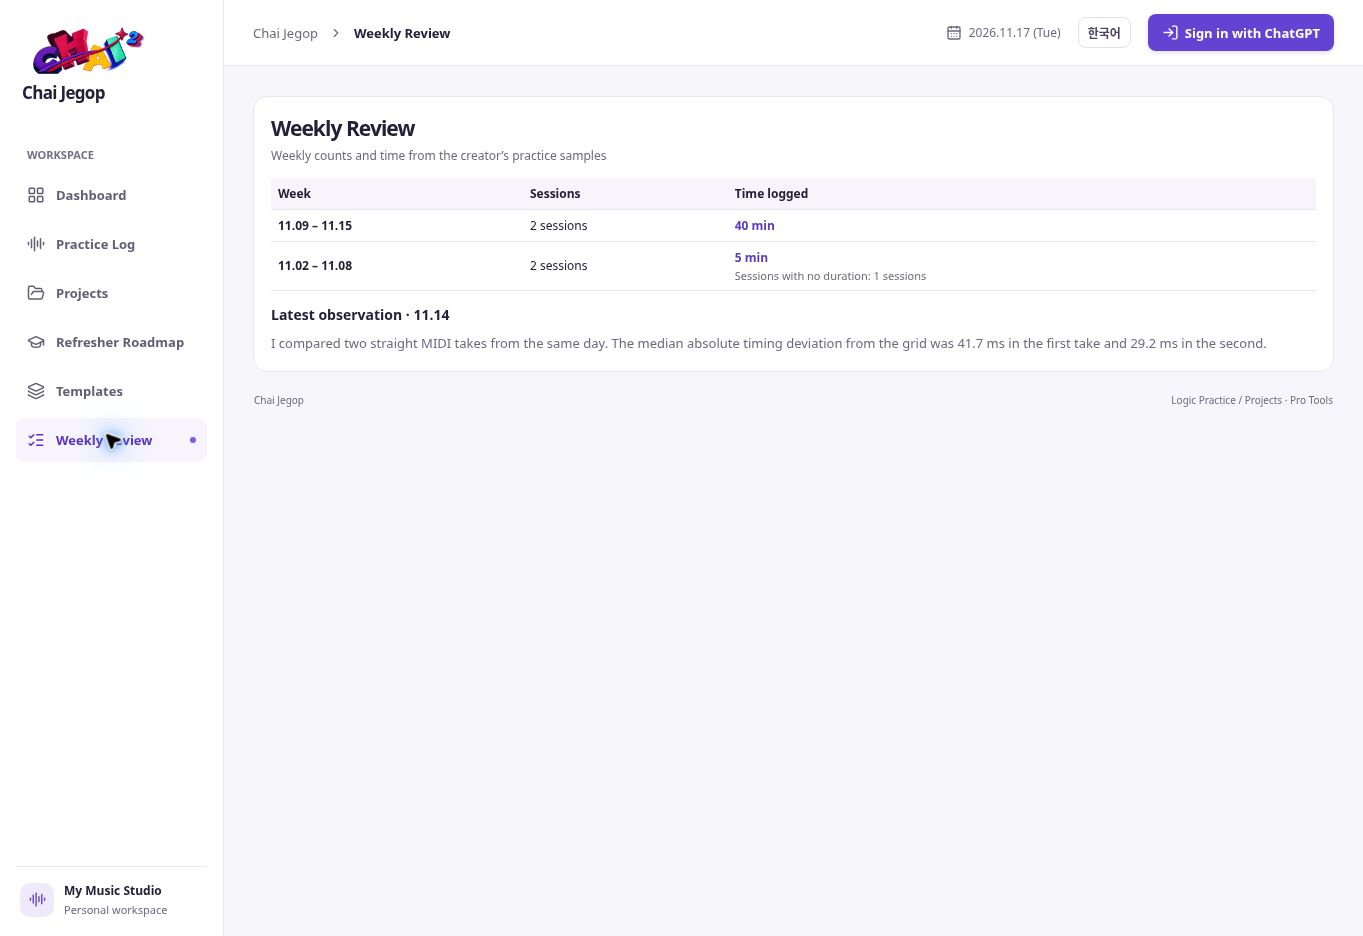 CHAi2
Chai Jegop
WORKSPACE
Dashboard
Practice Log
Projects
Refresher Roadmap
Templates
Weekly view
My Music Studio
Personal workspace
Chai Jegop > Weekly Review
2026.11.17 (Tue)
한국어
Sign in with ChatGPT
Weekly Review
Weekly counts and time from the creator's practice samples
Week Sessions Time logged
11.09 – 11.15 2 sessions 40 min
11.02 – 11.08 2 sessions 5 min
Sessions with no duration: 1 sessions
Latest observation · 11.14
I compared two straight MIDI takes from the same day. The median absolute timing deviation from the grid was 41.7 ms in the first take and 29.2 ms in the second.
Chai Jegop
Logic Practice / Projects · Pro Tools